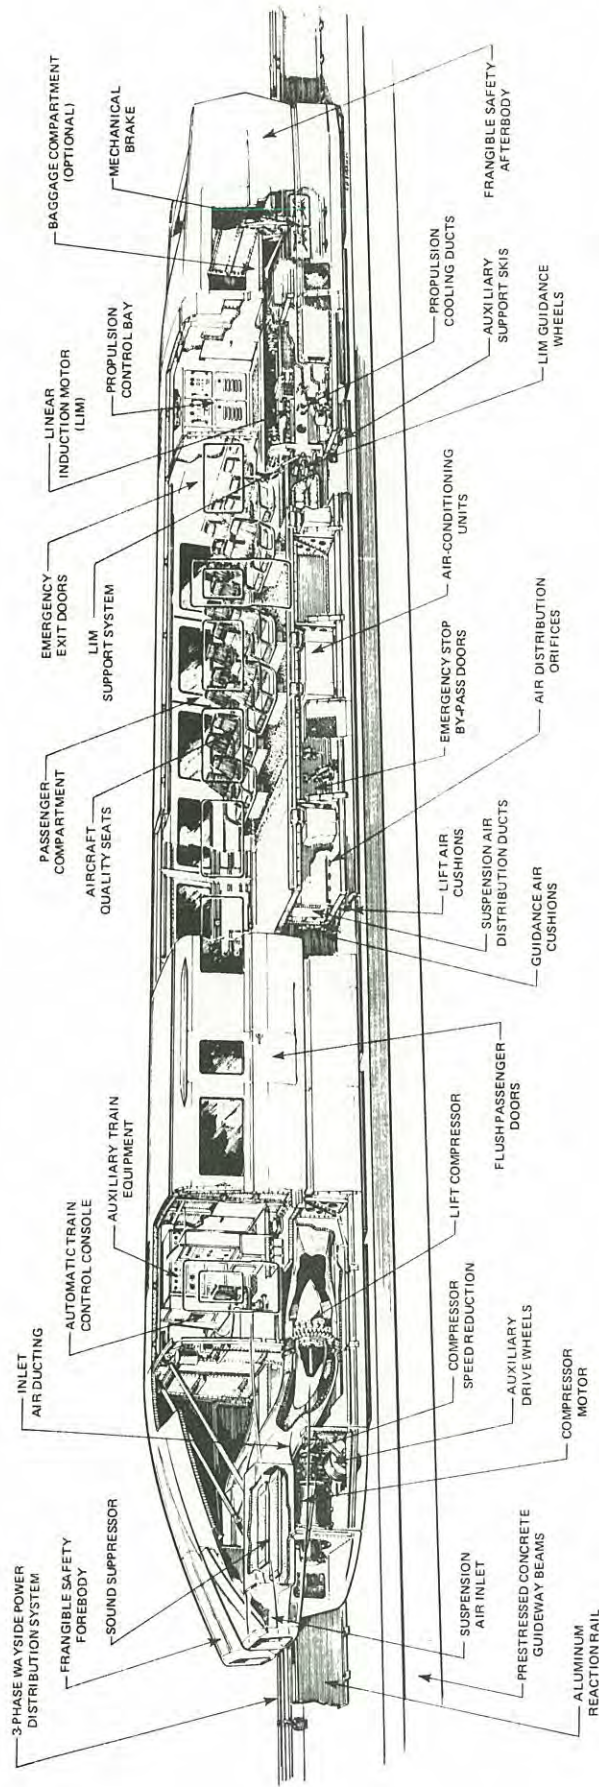 3-PHASE WAYSIDE POWER
DISTRIBUTION SYSTEM
FRANGIBLE SAFETY
FOREBODY
SOUND SUPPRESSOR
INLET
AIR DUCTING
AUTOMATIC TRAIN
CONTROL CONSOLE
AUXILIARY TRAIN
EQUIPMENT
PASSENGER
COMPARTMENT
AIRCRAFT
QUALITY SEATS
EMERGENCY
EXIT DOORS
LIM
SUPPORT SYSTEM
LINEAR
INDUCTION MOTOR
(LIM)
PROPULSION
CONTROL BAY
BAGGAGE COMPARTMENT
(OPTIONAL)
MECHANICAL
BRAKE
ALUMINUM
REACTION RAIL
PRESTRESSED CONCRETE
GUIDEWAY BEAMS
SUSPENSION
AIR INLET
COMPRESSOR
MOTOR
AUXILIARY
DRIVE WHEELS
COMPRESSOR
SPEED REDUCTION
LIFT COMPRESSOR
FLUSH PASSENGER
DOORS
GUIDANCE AIR
CUSHIONS
SUSPENSION AIR
DISTRIBUTION DUCTS
LIFT AIR
CUSHIONS
AIR DISTRIBUTION
ORIFICES
EMERGENCY STOP
BY-PASS DOORS
AIR-CONDITIONING
UNITS
LIM GUIDANCE
WHEELS
AUXILIARY
SUPPORT SKIS
PROPULSION
COOLING DUCTS
FRANGIBLE SAFETY
AFTERBODY